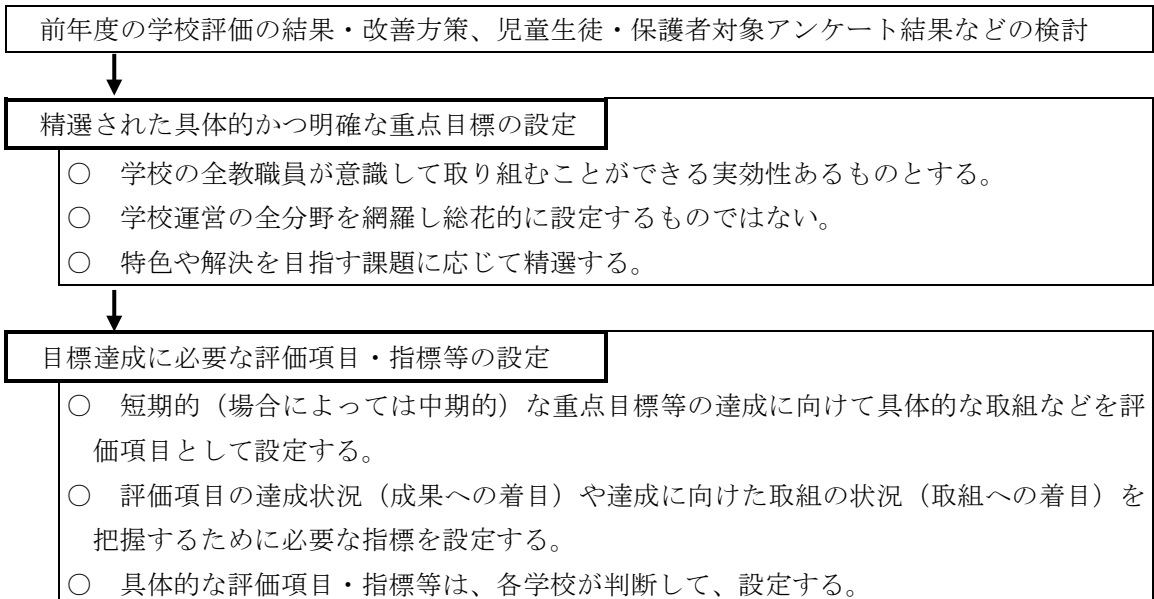 前年度の学校評価の結果・改善方策、児童生徒・保護者対象アンケート結果などの検討
精選された具体的かつ明確な重点目標の設定
○ 学校の全教職員が意識して取り組むことができる実効性あるものとする。
○ 学校運営の全分野を網羅し総花的に設定するものではない。
○ 特色や解決を目指す課題に応じて精選する。
目標達成に必要な評価項目・指標等の設定
○ 短期的（場合によっては中期的）な重点目標等の達成に向けて具体的な取組などを評
価項目として設定する。
○ 評価項目の達成状況（成果への着目）や達成に向けた取組の状況（取組への着目）を
把握するために必要な指標を設定する。
○ 具体的な評価項目・指標等は、各学校が判断して、設定する。